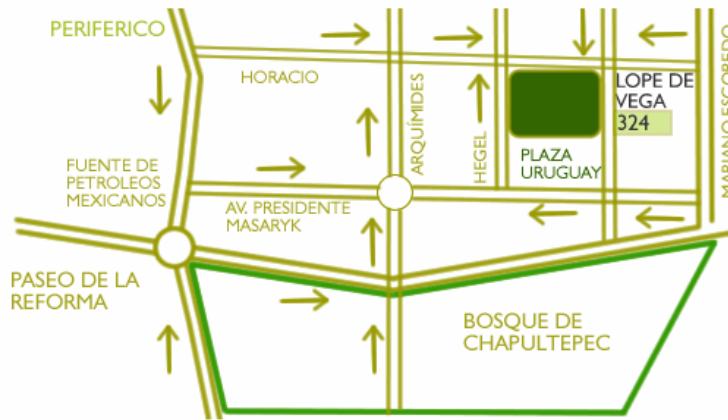 PERIFERICO
HORACIO
ARQUÍMIDES
HEGEL
LOPE DE
VEGA
324
MARIANO ESCOBEDO
PLAZA
URUGUAY
FUENTE DE
PETROLEOS
MEXICANOS
AV. PRESIDENTE
MASARYK
PASEO DE LA
REFORMA
BOSQUE DE
CHAPULTEPEC